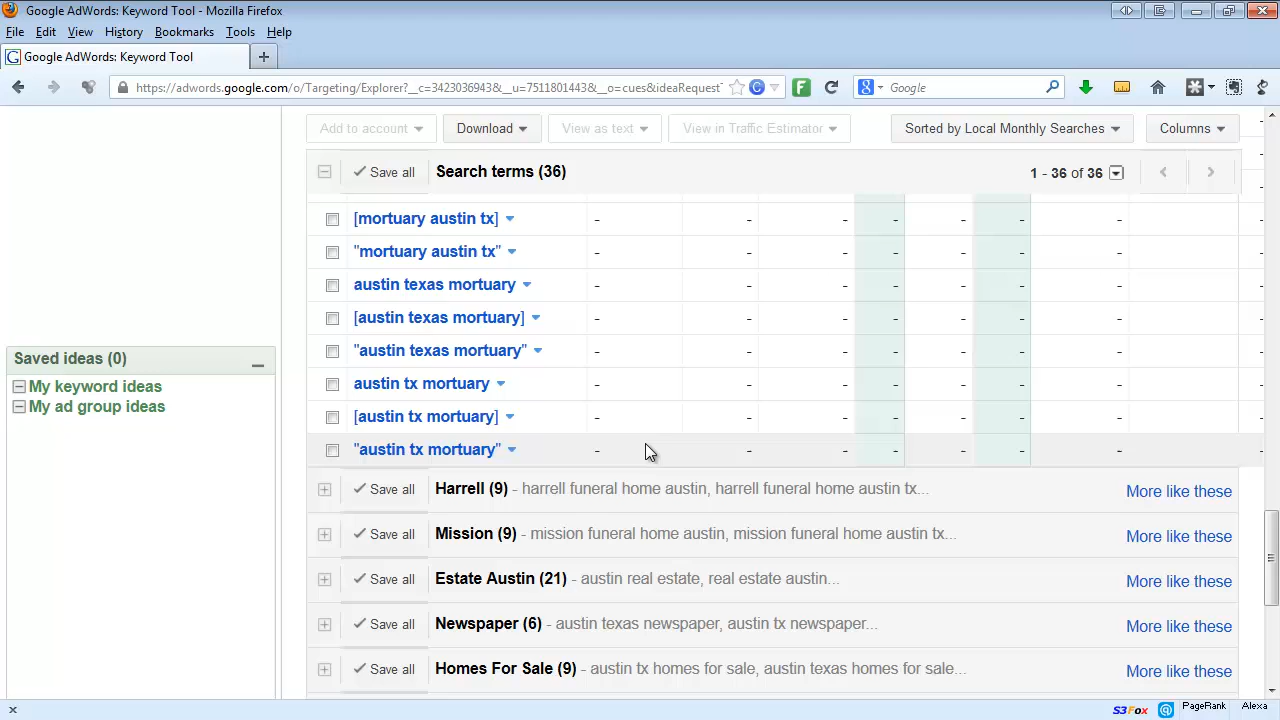 Google AdWords: Keyword Tool - Mozilla Firefox
File Edit View History Bookmarks Tools Help
Google AdWords: Keyword Tool
https://adwords.google.com/o/Targeting/Explorer?__c=3423036943&__u=7511801443&__o=cues&ideaRequest
Google
Add to account Download View as text View in Traffic Estimator Sorted by Local Monthly Searches Columns
Save all Search terms (36) 1 - 36 of 36
[mortuary austin tx] - - - - - - - -
"mortuary austin tx" - - - - - - - -
austin texas mortuary - - - - - - - -
[austin texas mortuary] - - - - - - - -
"austin texas mortuary" - - - - - - - -
austin tx mortuary - - - - - - - -
[austin tx mortuary] - - - - - - - -
"austin tx mortuary" - - - - - - - -
Saved ideas (0)
My keyword ideas
My ad group ideas
Save all Harrell (9) - harrell funeral home austin, harrell funeral home austin tx... More like these
Save all Mission (9) - mission funeral home austin, mission funeral home austin tx... More like these
Save all Estate Austin (21) - austin real estate, real estate austin... More like these
Save all Newspaper (6) - austin texas newspaper, austin tx newspaper... More like these
Save all Homes For Sale (9) - austin tx homes for sale, austin texas homes for sale... More like these
S3Fox PageRank Alexa